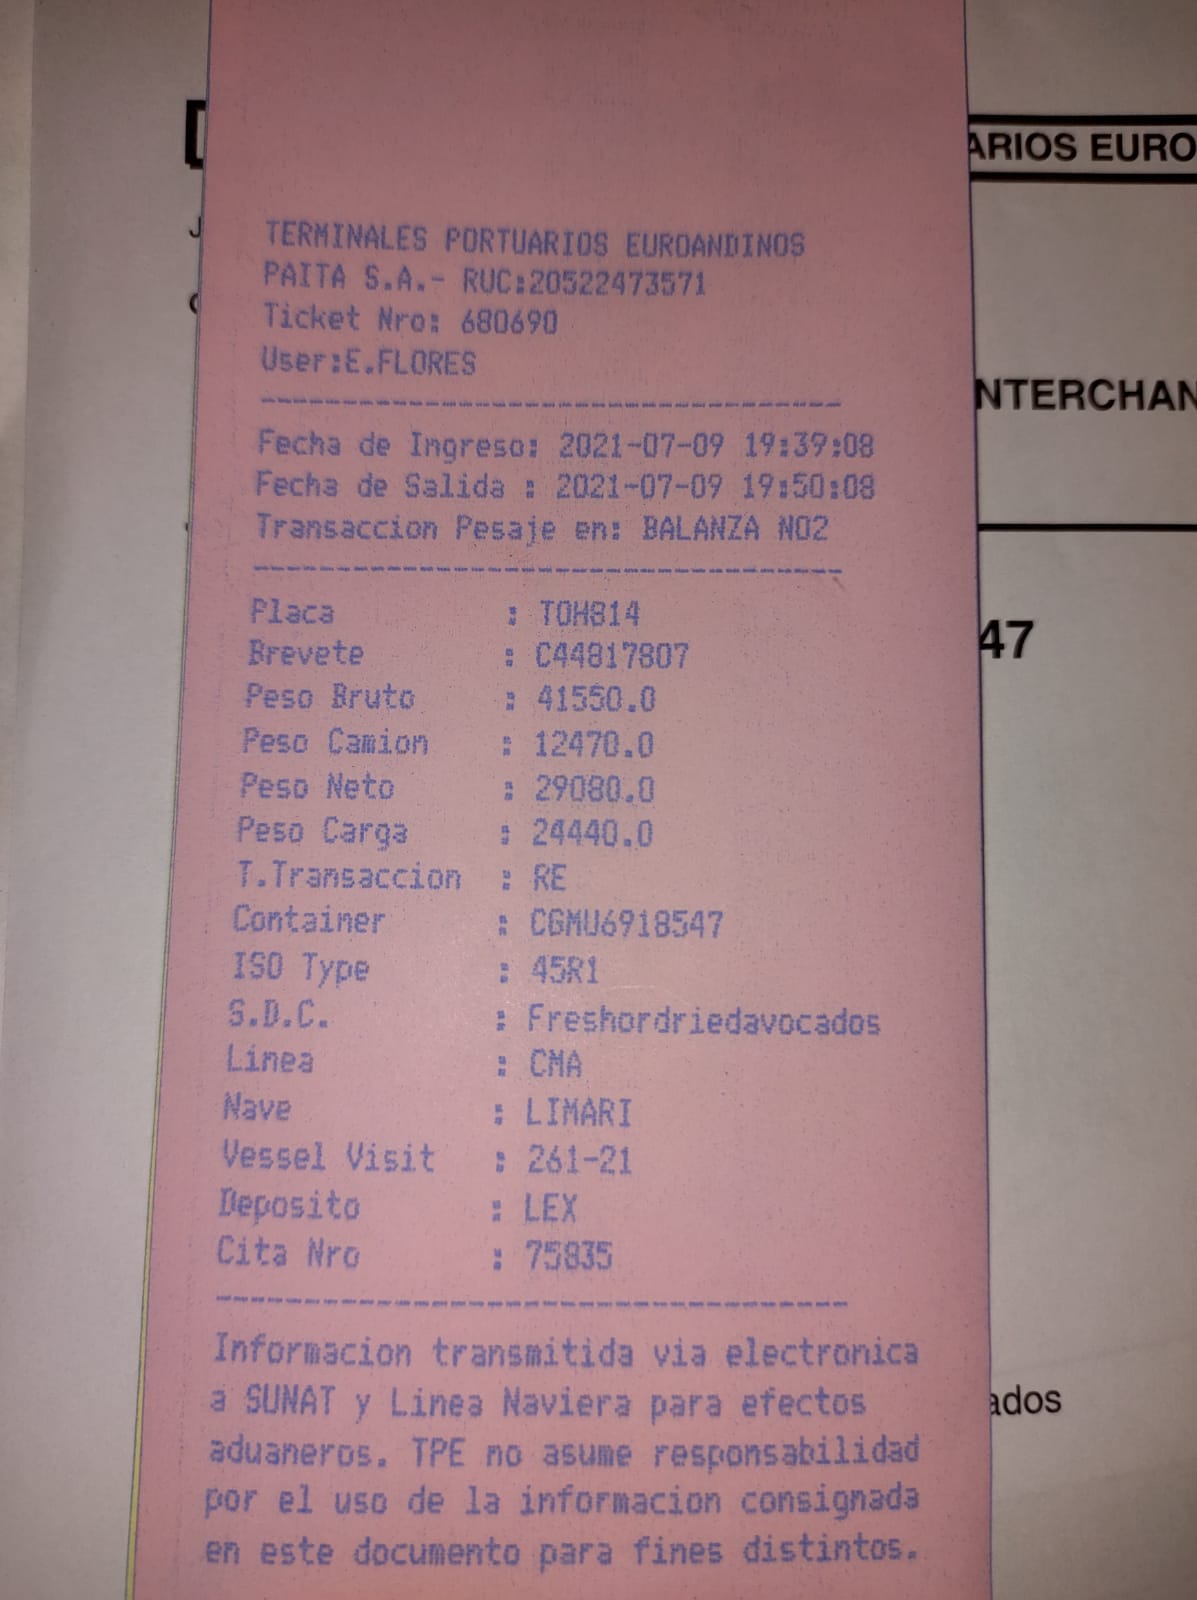 ARIOS EURO
TERMINALES PORTUARIOS EUROANDINOS
PAITA S.A.- RUC:20522473571
Ticket Nro: 680690
User:E.FLORES
NTERCHAN
Fecha de Ingreso: 2021-07-09 19:39:08
Fecha de Salida : 2021-07-09 19:50:08
Transaccion Pesaje en: BALANZA NO2
Placa : TOH814
47
Brevete : C44817807
Peso Bruto : 41550.0
Peso Camion : 12470.0
Peso Neto : 29080.0
Peso Carga : 24440.0
T.Transaccion : RE
Container : CGMU6918547
ISO Type : 45R1
S.D.C. : Freshordriedavocados
Linea : CMA
Nave : LIMARI
Vessel Visit : 261-21
Deposito : LEX
Cita Nro : 75835
Informacion transmitida via electronica
a SUNAT y Linea Naviera para efectos
ados
aduaneros. TPE no asume responsabilidad
por el uso de la informacion consignada
en este documento para fines distintos.